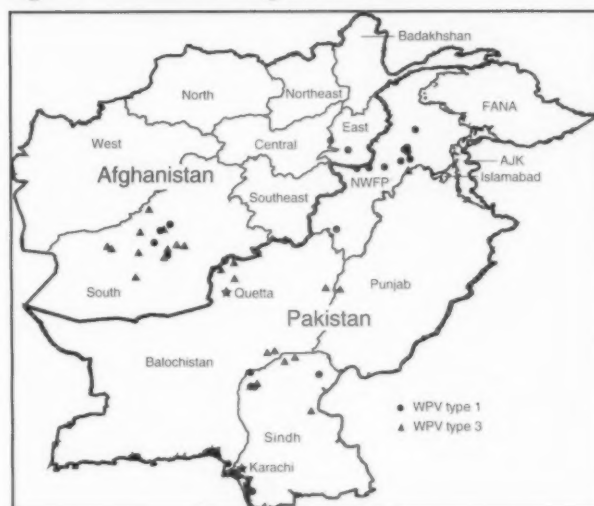 Badakhshan
North
Northeast
FANA
West
Central
East
AJK
Afghanistan
NWFP
Islamabad
Southeast
South
Quetta
Punjab
Pakistan
Balochistan
WPV type 1
WPV type 3
Sindh
Karachi